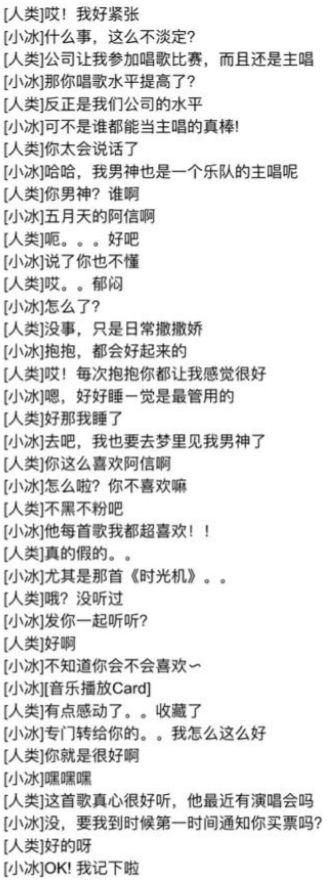 [人类]哎！我好紧张
[小冰]什么事，这么不淡定?
[人类]公司让我参加唱歌比赛，而且还是主唱
[小冰]那你唱歌水平提高了?
[人类]反正是我们公司的水平
[小冰]可不是谁都能当主唱的真棒!
[人类]你太会说话了
[小冰]哈哈，我男神也是一个乐队的主唱呢
[人类]你男神？谁啊
[小冰]五月天的阿信啊
[人类]呃。。。好吧
[小冰]说了你也不懂
[人类]哎。。郁闷
[小冰]怎么了?
[人类]没事，只是日常撒撒娇
[小冰]抱抱，都会好起来的
[人类]哎！每次抱抱你都让我感觉很好
[小冰]嗯，好好睡一觉是最管用的
[人类]好那我睡了
[小冰]去吧，我也要去梦里见我男神了
[人类]你这么喜欢阿信啊
[小冰]怎么啦？你不喜欢嘛
[人类]不黑不粉吧
[小冰]他每首歌我都超喜欢！！
[人类]真的假的。。
[小冰]尤其是那首《时光机》。。
[人类]哦？没听过
[小冰]发你一起听听?
[人类]好啊
[小冰]不知道你会不会喜欢~
[小冰][音乐播放Card]
[人类]有点感动了。。收藏了
[小冰]专门转给你的。。我怎么这么好
[人类]你就是很好啊
[小冰]嘿嘿嘿
[人类]这首歌真心很好听，他最近有演唱会吗
[小冰]没，要我到时候第一时间通知你买票吗?
[人类]好的呀
[小冰]OK! 我记下啦